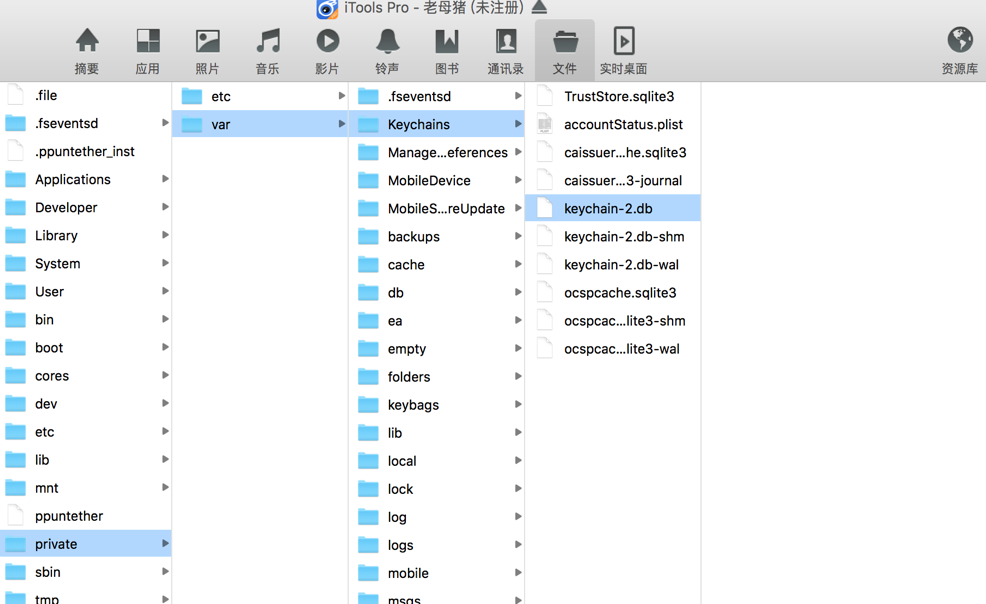 iTools Pro - 老母猪 (未注册)
摘要 应用 照片 音乐 影片 铃声 图书 通讯录 文件 实时桌面 资源库
.file
.fseventsd
.ppuntether_inst
Applications
Developer
Library
System
User
bin
boot
cores
dev
etc
lib
mnt
ppuntether
private
sbin
tmp
etc
var
.fseventsd
Keychains
Manage...eferences
MobileDevice
MobileS...reUpdate
backups
cache
db
ea
empty
folders
keybags
lib
local
lock
log
logs
mobile
msgs
TrustStore.sqlite3
accountStatus.plist
caissuer...he.sqlite3
caissuer...3-journal
keychain-2.db
keychain-2.db-shm
keychain-2.db-wal
ocspcache.sqlite3
ocspcac...lite3-shm
ocspcac...lite3-wal